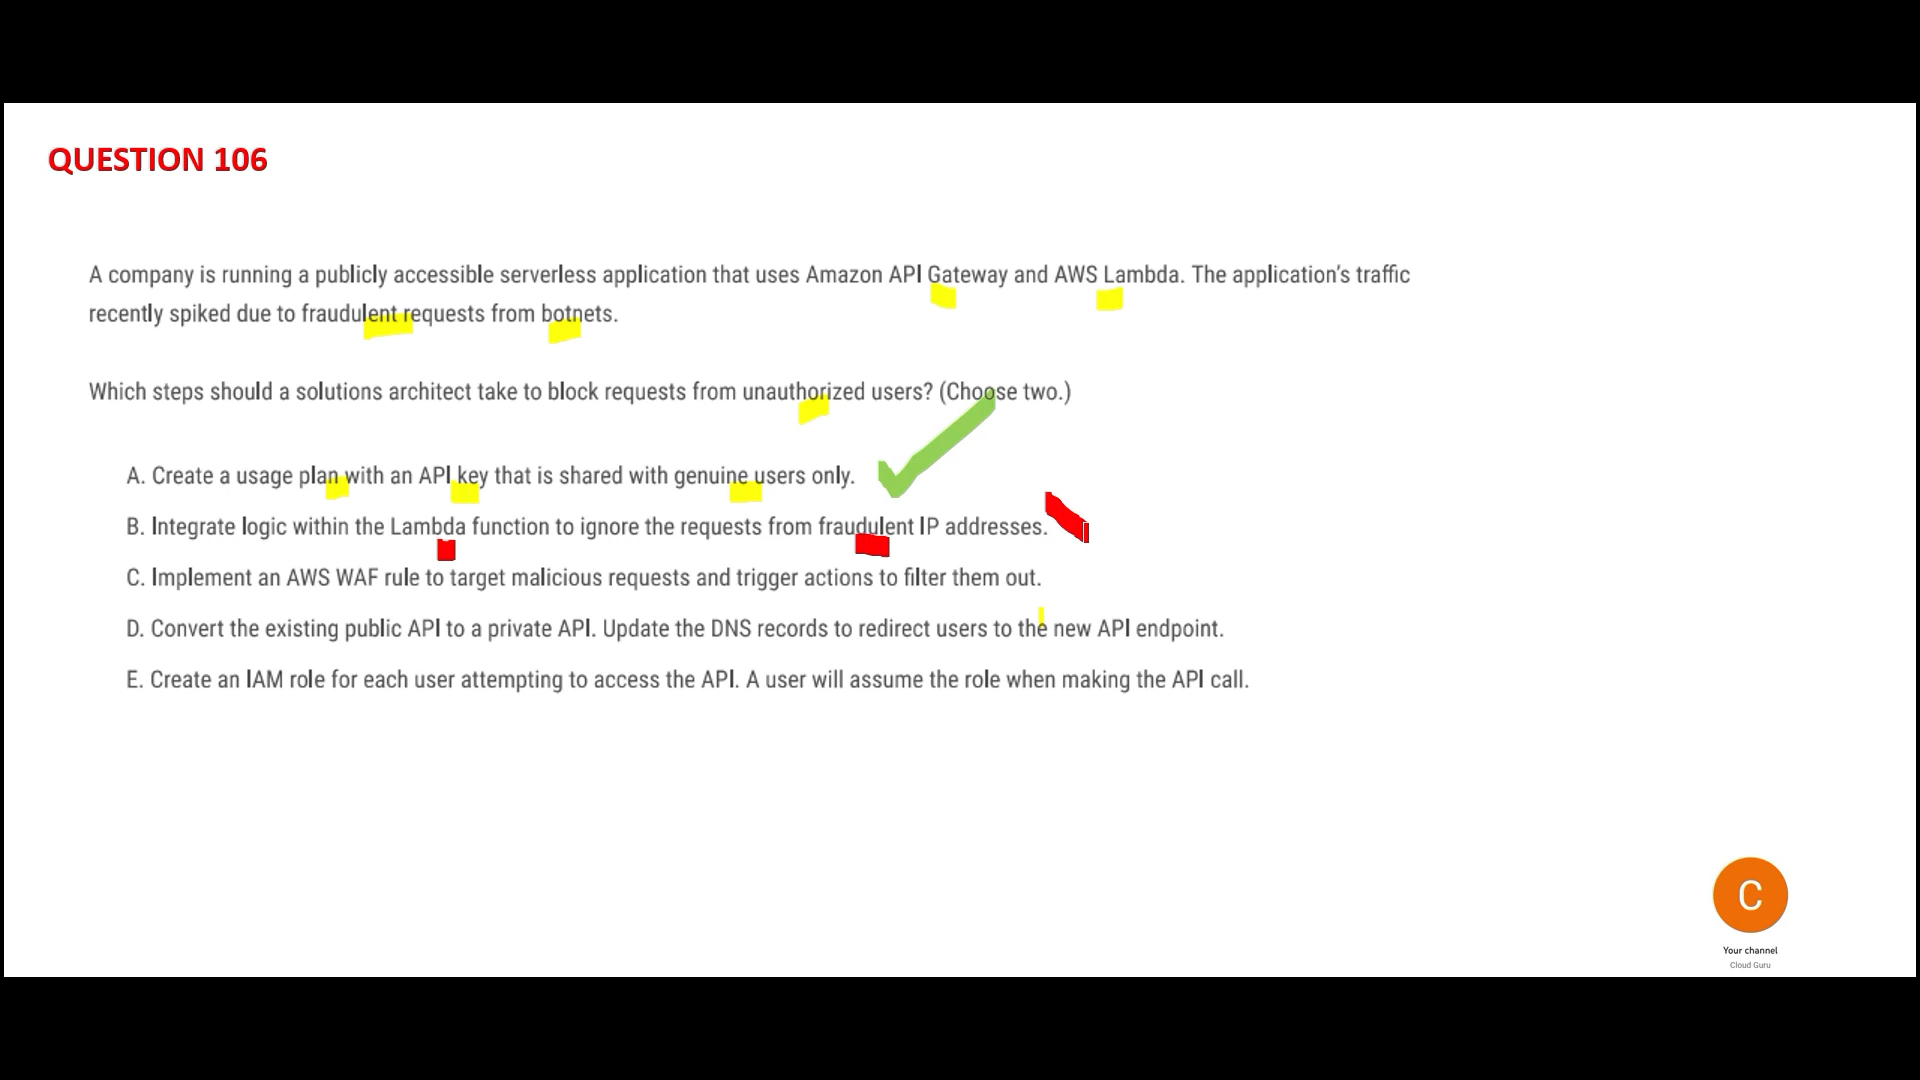 QUESTION 106
A company is running a publicly accessible serverless application that uses Amazon API Gateway and AWS Lambda. The application's traffic
recently spiked due to fraudulent requests from botnets.
Which steps should a solutions architect take to block requests from unauthorized users? (Choose two.)
A. Create a usage plan with an API key that is shared with genuine users only.
B. Integrate logic within the Lambda function to ignore the requests from fraudulent IP addresses.
C. Implement an AWS WAF rule to target malicious requests and trigger actions to filter them out.
D. Convert the existing public API to a private API. Update the DNS records to redirect users to the new API endpoint.
E. Create an IAM role for each user attempting to access the API. A user will assume the role when making the API call.
C
Your channel
Cloud Guru